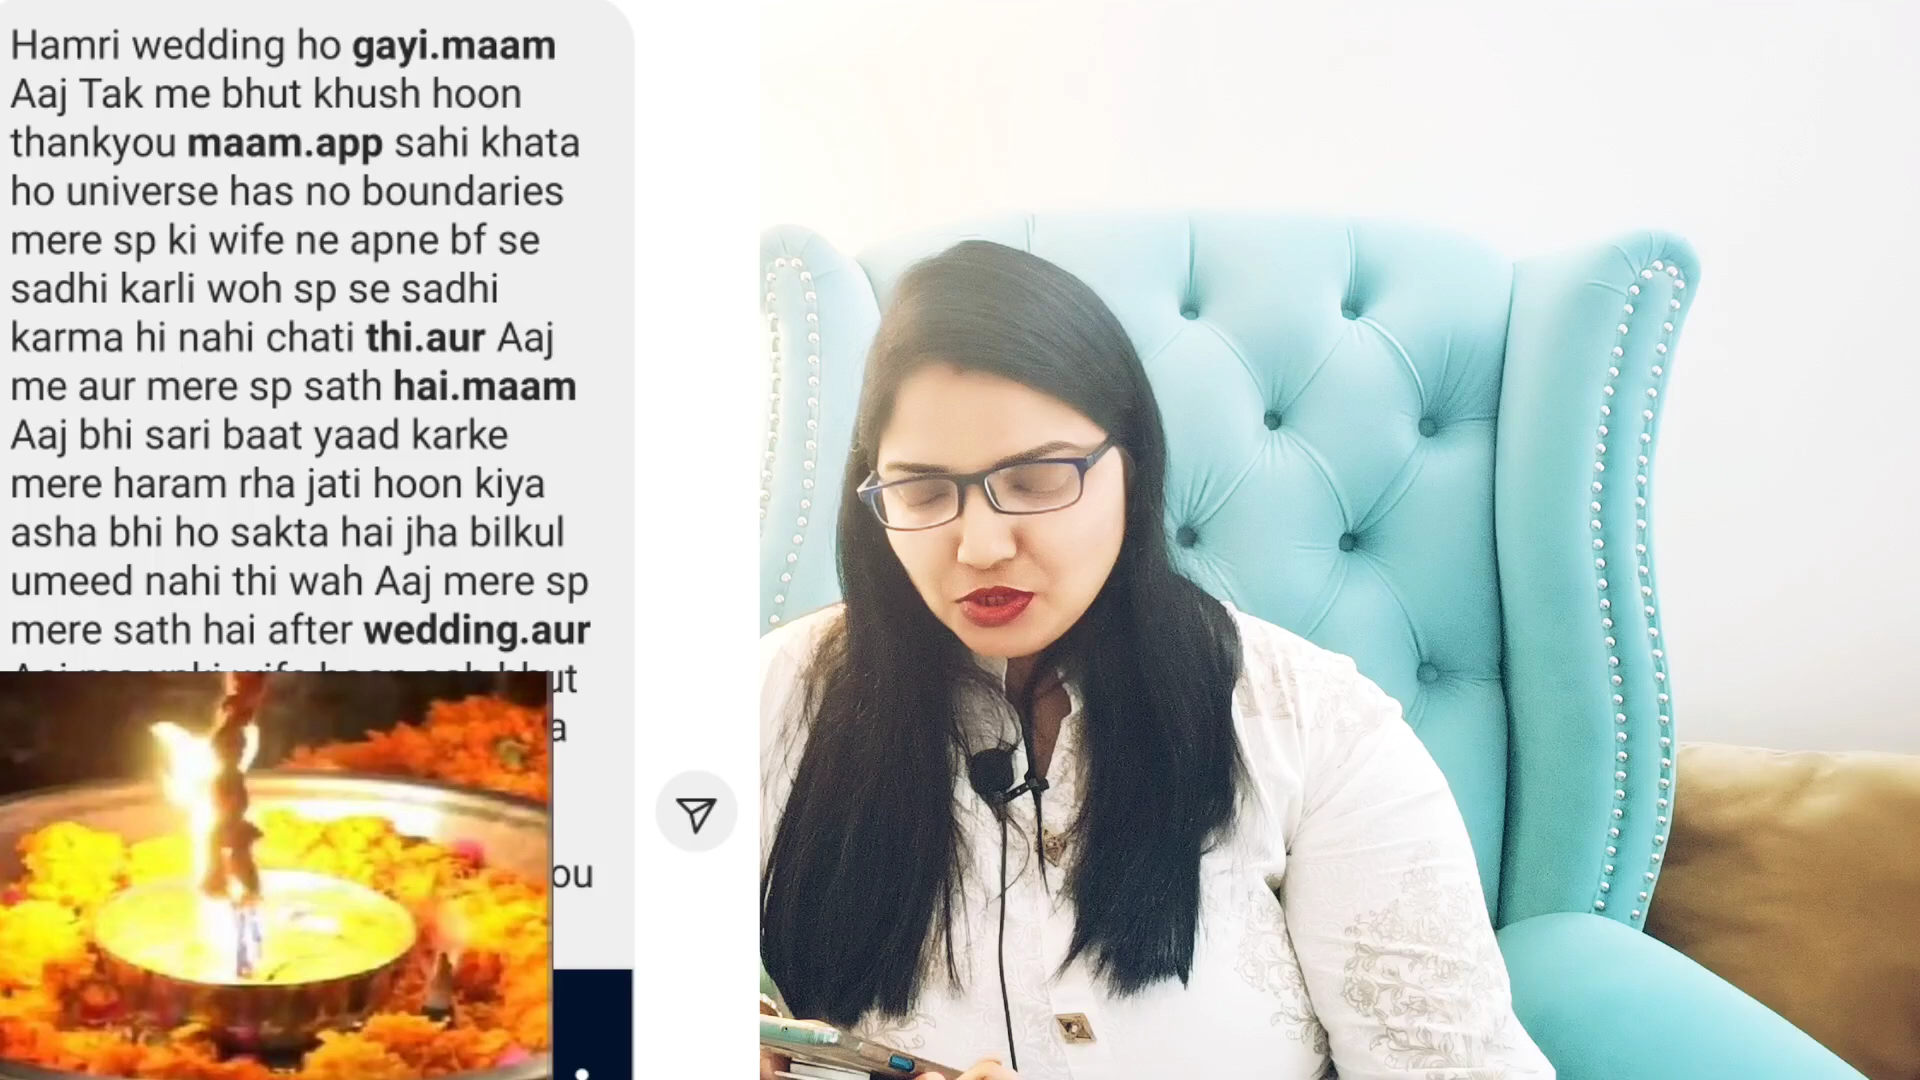 Hamri wedding ho gayi.maam
Aaj Tak me bhut khush hoon
thankyou maam.app sahi khata
ho universe has no boundaries
mere sp ki wife ne apne bf se
sadhi karli woh sp se sadhi
karma hi nahi chati thi.aur Aaj
me aur mere sp sath hai.maam
Aaj bhi sari baat yaad karke
mere haram rha jati hoon kiya
asha bhi ho sakta hai jha bilkul
umeed nahi thi wah Aaj mere sp
mere sath hai after wedding.aur